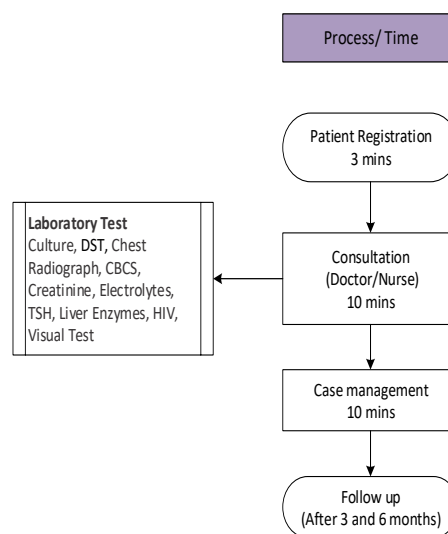 Process/ Time
Patient Registration
3 mins
Laboratory Test
Culture, DST, Chest
Radiograph, CBCS,
Creatinine, Electrolytes,
TSH, Liver Enzymes, HIV,
Visual Test
Consultation
(Doctor/Nurse)
10 mins
Case management
10 mins
Follow up
(After 3 and 6 months)